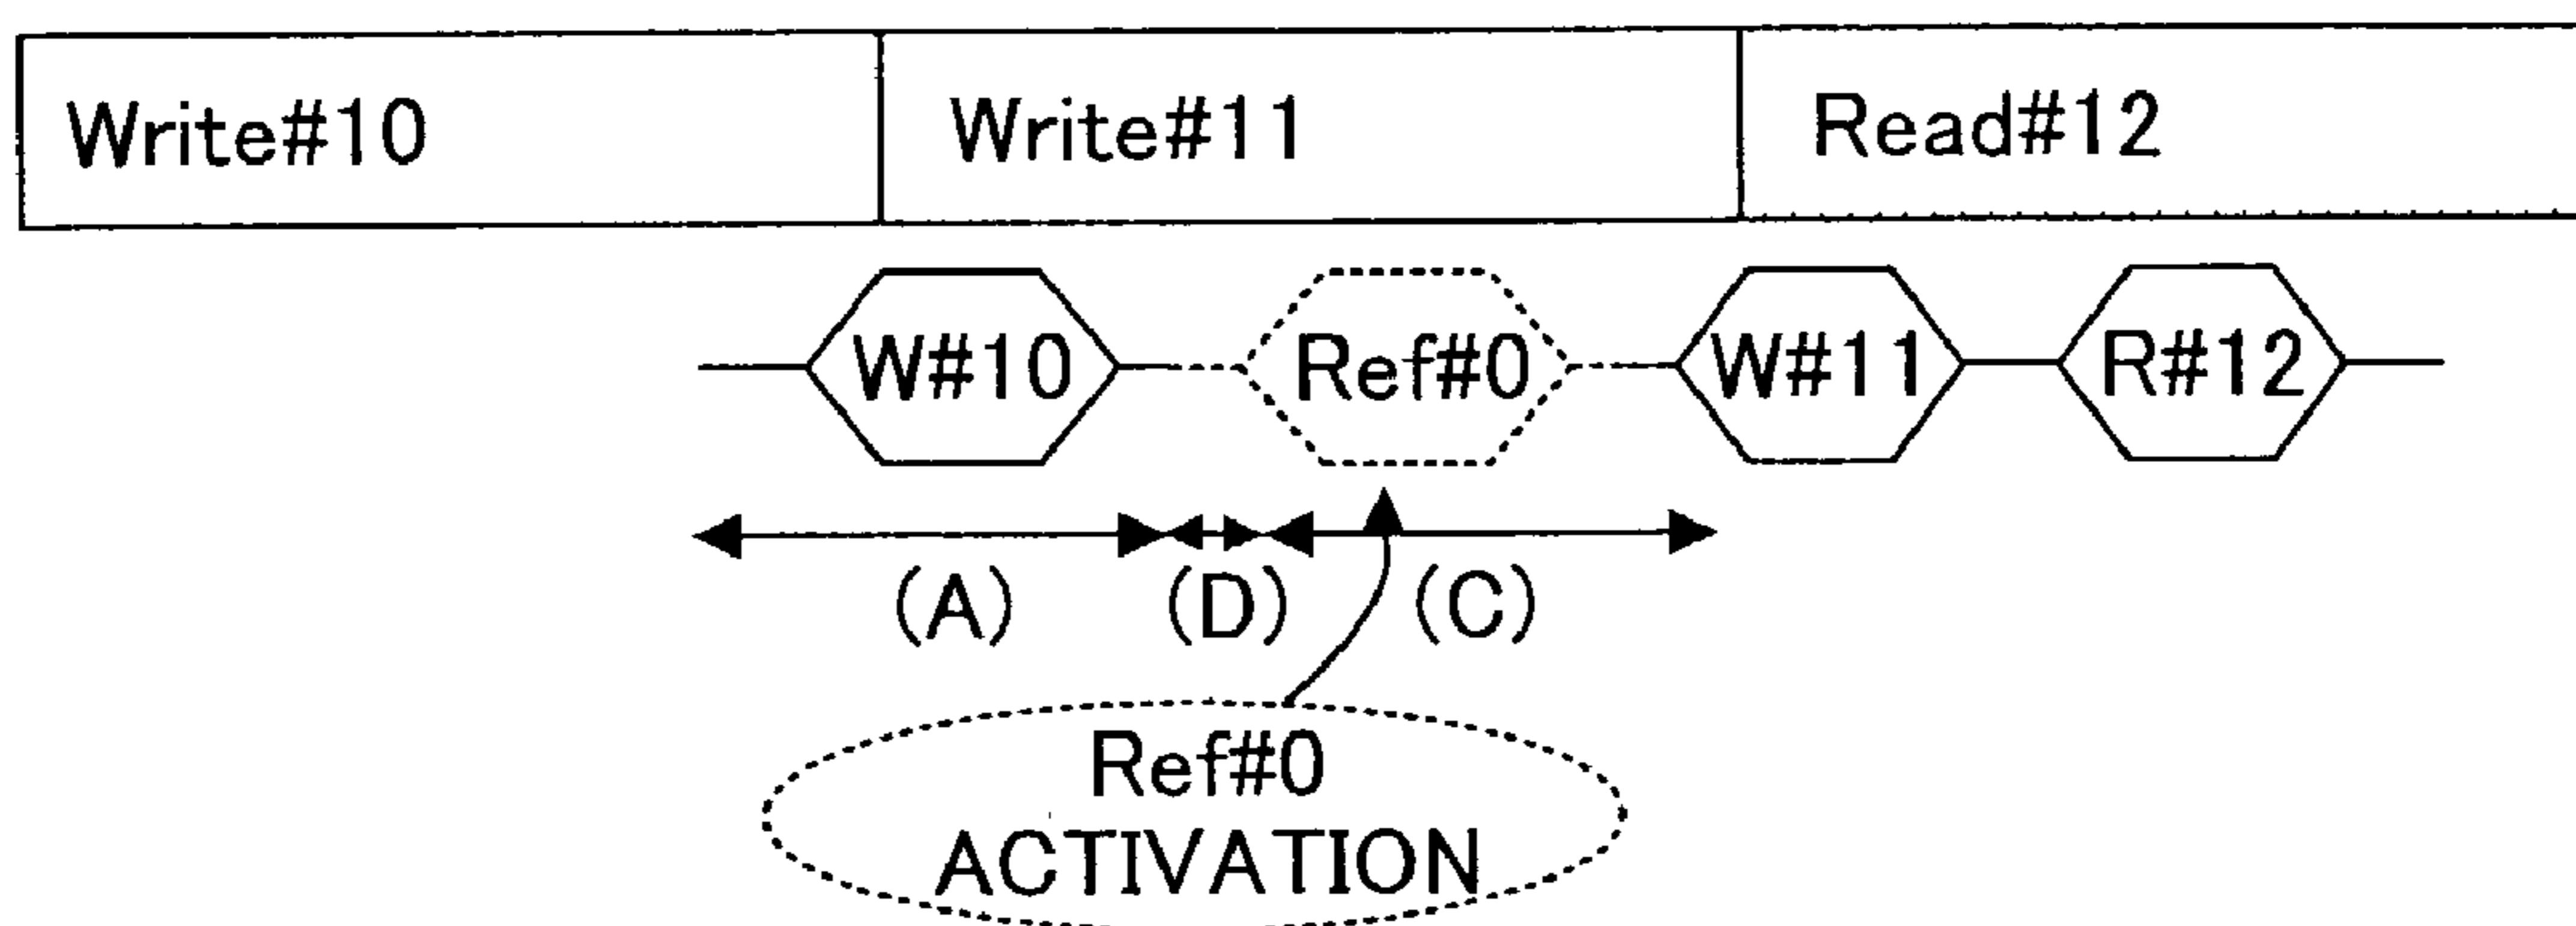 Write#10 Write#11 Read#12
W#10 Ref#0 W#11 R#12
(A) (D) (C)
Ref#0
ACTIVATION